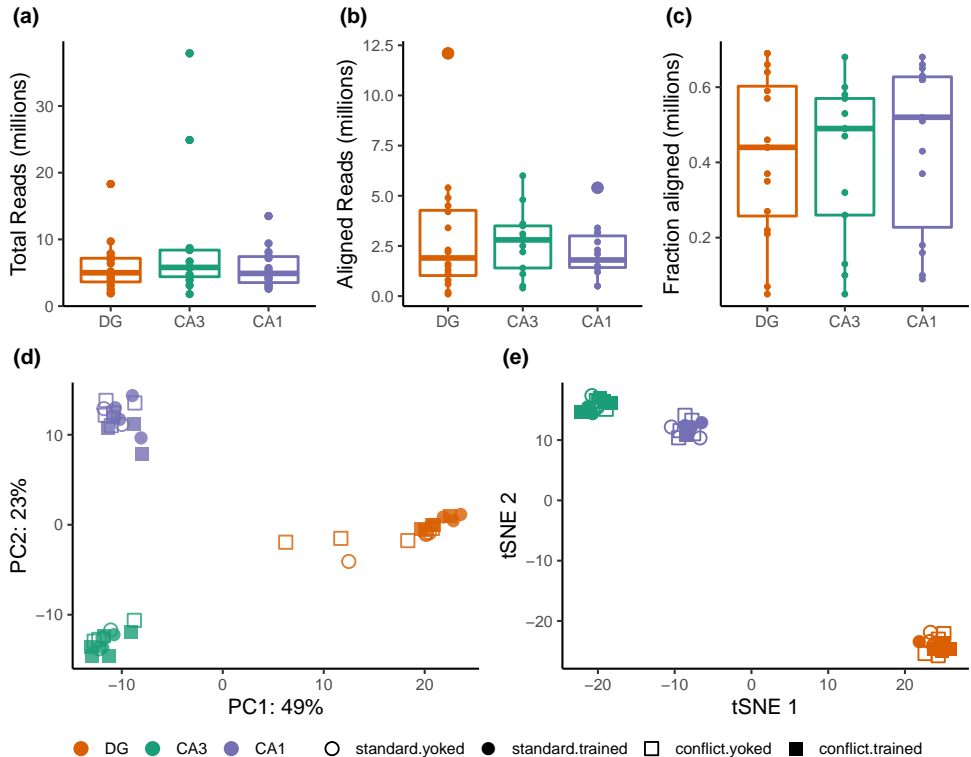 (a)
(b)
(c)
Total Reads (millions)
30
20
10
0
DG CA3 CA1
Aligned Reads (millions)
12.5
10.0
7.5
5.0
2.5
0.0
DG CA3 CA1
Fraction aligned (millions)
0.6
0.4
0.2
DG CA3 CA1
(d)
(e)
PC2: 23%
10
0
−10
−10 0 10 20
PC1: 49%
tSNE 2
10
0
−10
−20
−20 −10 0 10 20
tSNE 1
DG CA3 CA1 standard.yoked standard.trained conflict.yoked conflict.trained